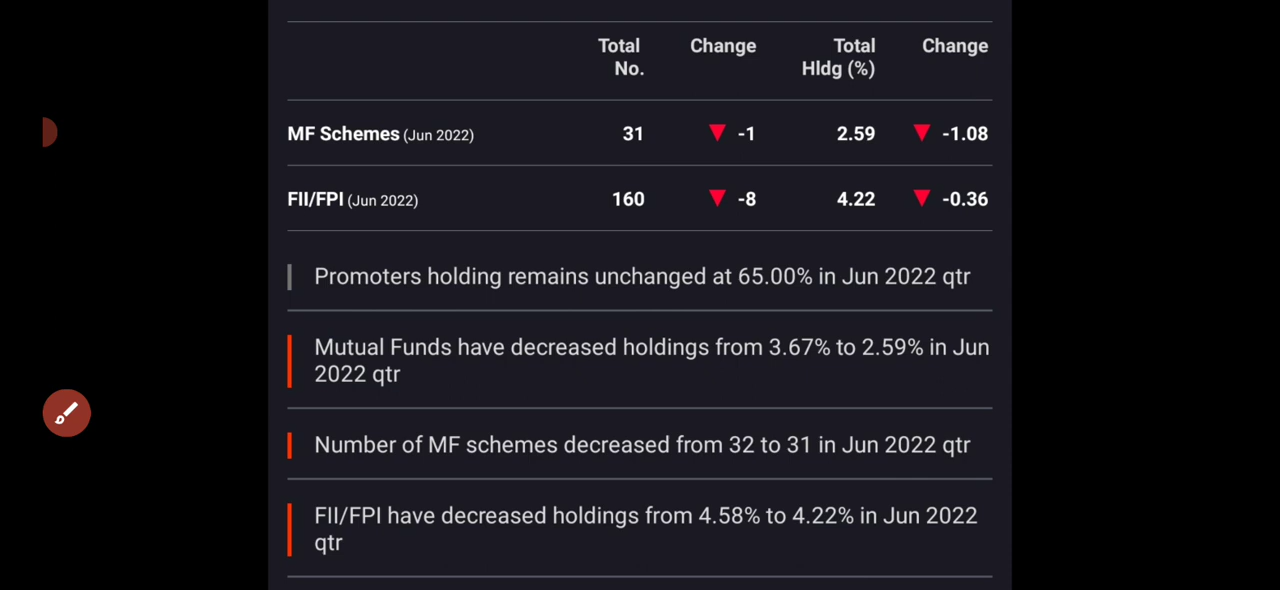 Total No. Change Total Hldg (%) Change
MF Schemes (Jun 2022) 31 ▼ -1 2.59 ▼ -1.08
FII/FPI (Jun 2022) 160 ▼ -8 4.22 ▼ -0.36
Promoters holding remains unchanged at 65.00% in Jun 2022 qtr
Mutual Funds have decreased holdings from 3.67% to 2.59% in Jun
2022 qtr
Number of MF schemes decreased from 32 to 31 in Jun 2022 qtr
FII/FPI have decreased holdings from 4.58% to 4.22% in Jun 2022
qtr